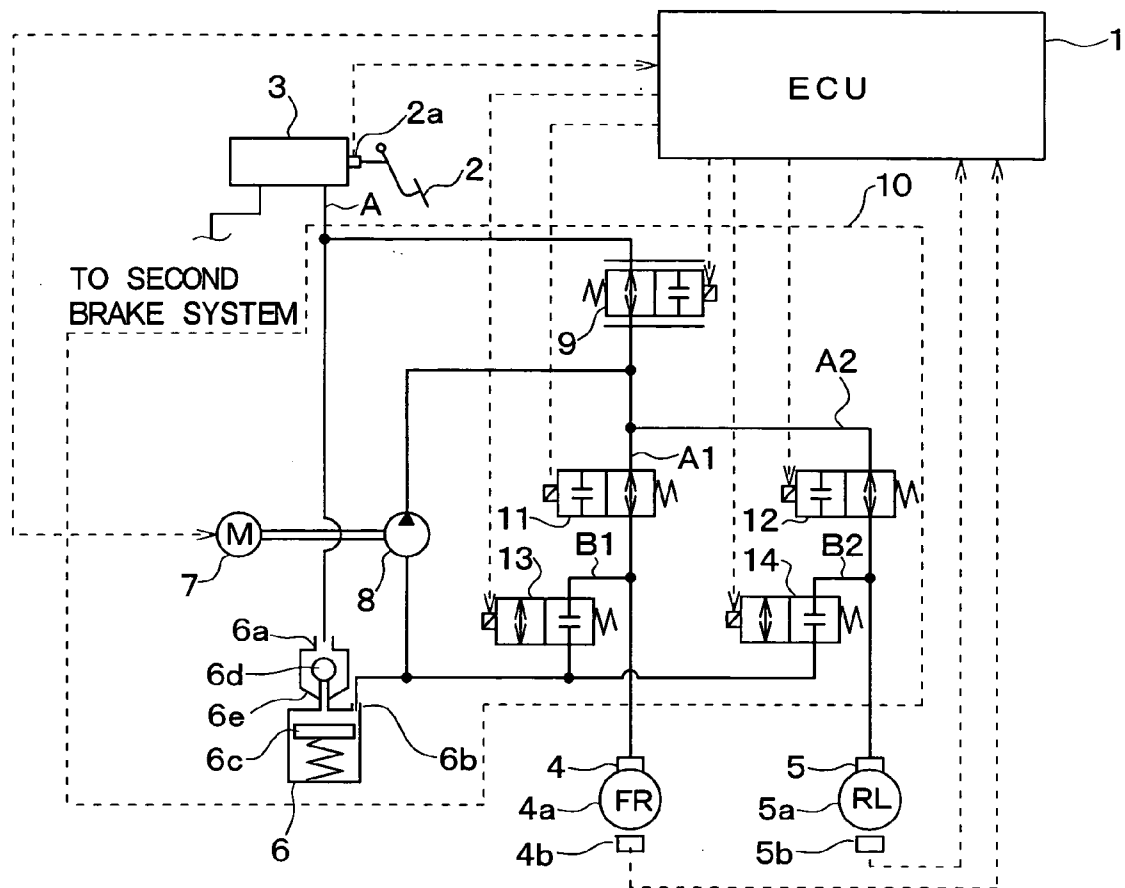 1
ECU
3
2a
2
A
10
TO SECOND
BRAKE SYSTEM
9
A2
A1
11
12
M
7
8
13
B1
14
B2
6a
6d
6e
6c
6b
6
4
4a
FR
4b
5
5a
RL
5b